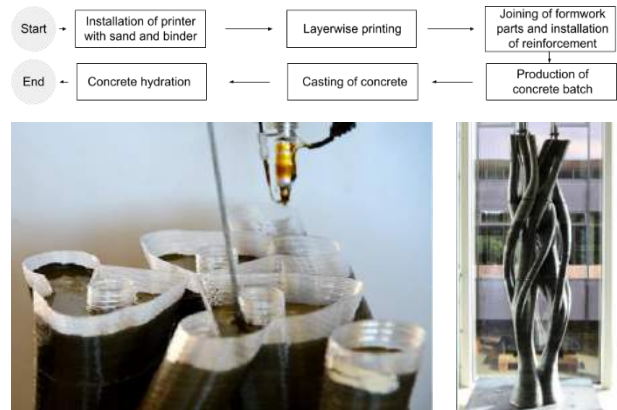 Start
Installation of printer
with sand and binder
Layerwise printing
Joining of formwork
parts and installation
of reinforcement
End
Concrete hydration
Casting of concrete
Production of
concrete batch